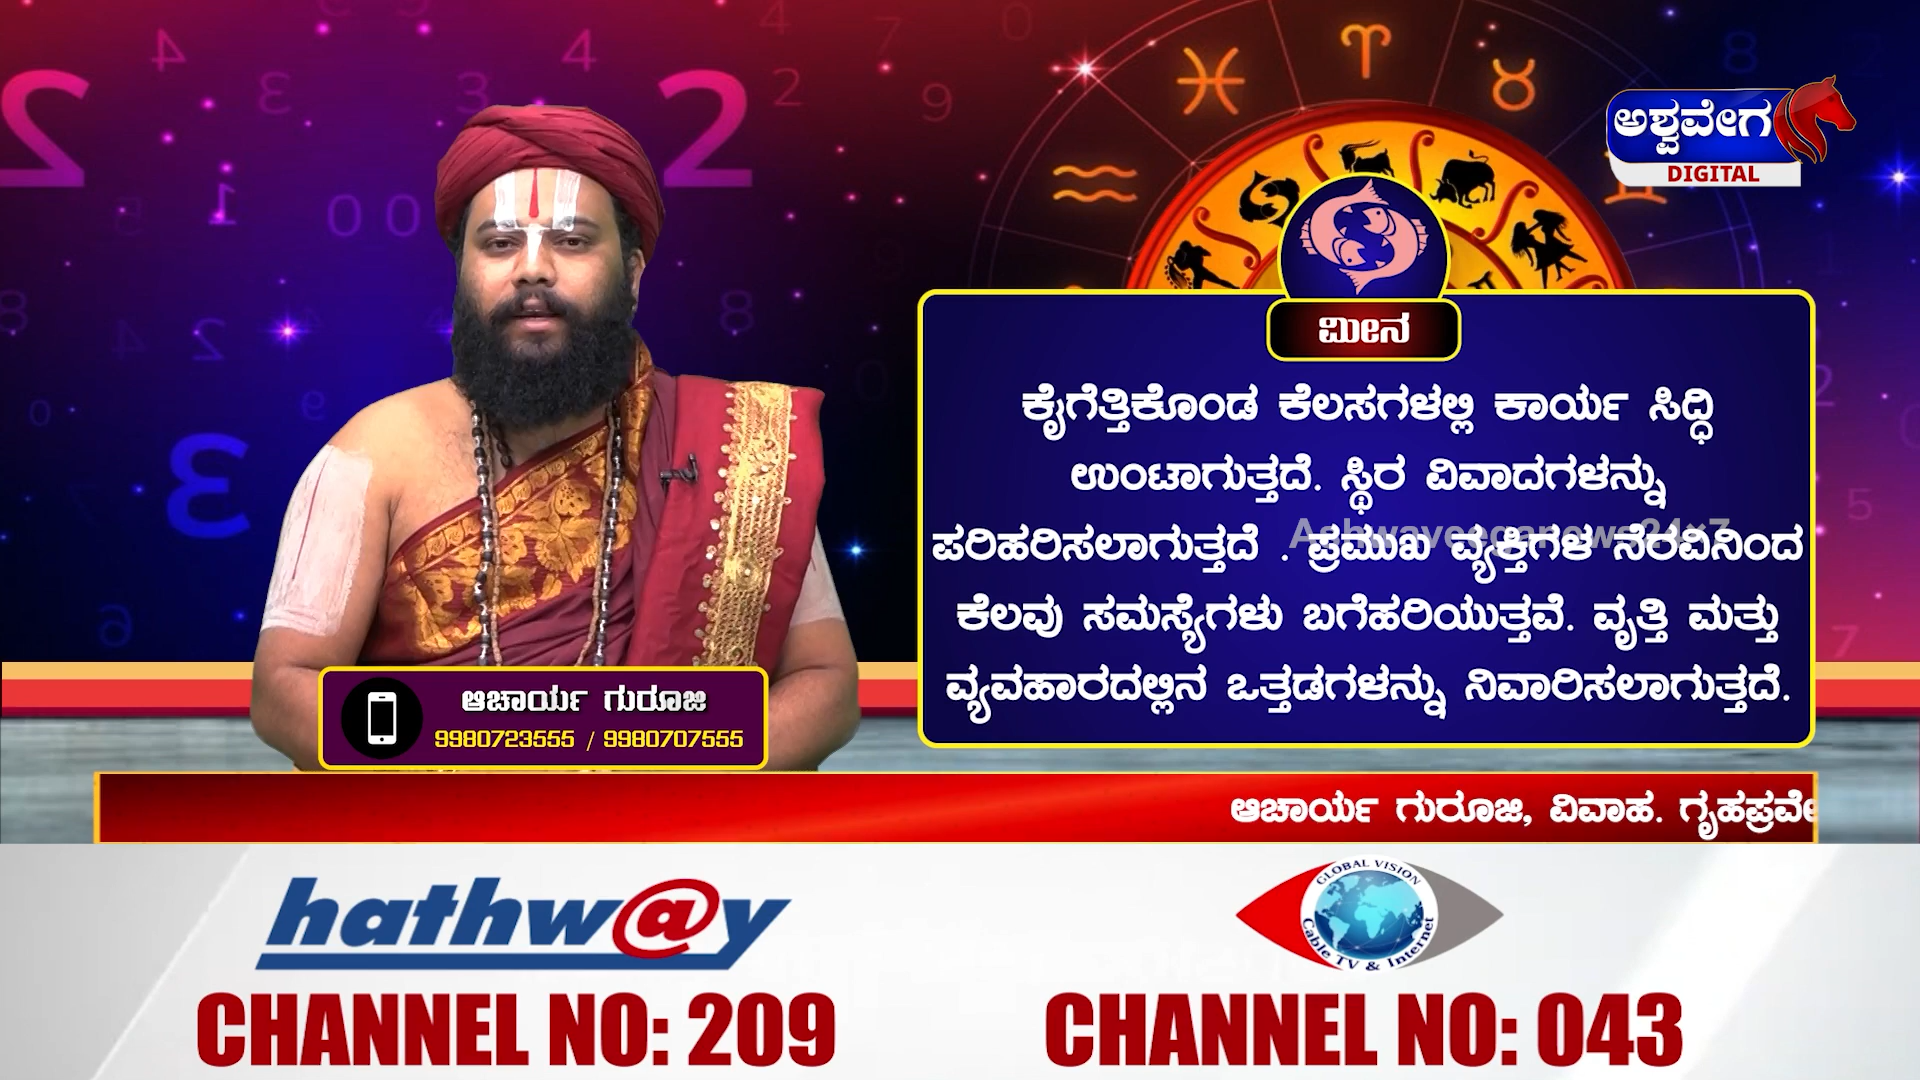 ಅಶ್ವವೇಗ
DIGITAL
ಮೀನ
ಕೈಗೆತ್ತಿಕೊಂಡ ಕೆಲಸಗಳಲ್ಲಿ ಕಾರ್ಯ ಸಿದ್ಧಿ
ಉಂಟಾಗುತ್ತದೆ. ಸ್ಥಿರ ವಿವಾದಗಳನ್ನು
ಪರಿಹರಿಸಲಾಗುತ್ತದೆ . ಪ್ರಮುಖ ವ್ಯಕ್ತಿಗಳ ನೆರವಿನಿಂದ
Ashwaveeganews24x7
ಕೆಲವು ಸಮಸ್ಯೆಗಳು ಬಗೆಹರಿಯುತ್ತವೆ. ವೃತ್ತಿ ಮತ್ತು
ವ್ಯವಹಾರದಲ್ಲಿನ ಒತ್ತಡಗಳನ್ನು ನಿವಾರಿಸಲಾಗುತ್ತದೆ.
ಆಚಾರ್ಯ ಗುರೂಜಿ
9980723555 / 9980707555
ಆಚಾರ್ಯ ಗುರೂಜಿ, ವಿವಾಹ. ಗೃಹಪ್ರವೇ
hathw@y
GLOBAL VISION
Cable TV & Internet
CHANNEL NO: 209
CHANNEL NO: 043